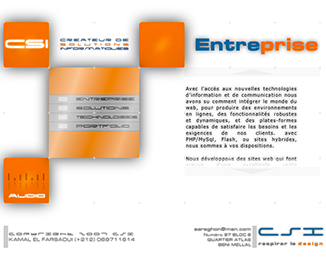 CSI
CREATEUR DE
SOLUTIONS
INFORMATIQUES
Entreprise
ENTREPRISE
SOLUTIONS
TECHNOLOGIES
PORTFOLIO
Avec l'accés aux nouvelles technologies
d'information et de communication nous
avons su comment intégrer le monde du
web, pour produire des environnements
en lignes, des fonctionnalités robustes
et dynamiques, et des plates-formes
capables de satisfaire les besoins et les
exigences de nos clients, avec
PHP/MySql, Flash, ou sites hybrides,
nous sommes à vos dispositions.
Nous développons des sites web qui font
AUDIO
COPYRIGHT 2007 CSI
KAMAL EL FARSAOUI (+212) 068711614
Numéro 97 BLOC 8
QUARTIER ATLAS
BENI MELLAL
CSI
respirer le design